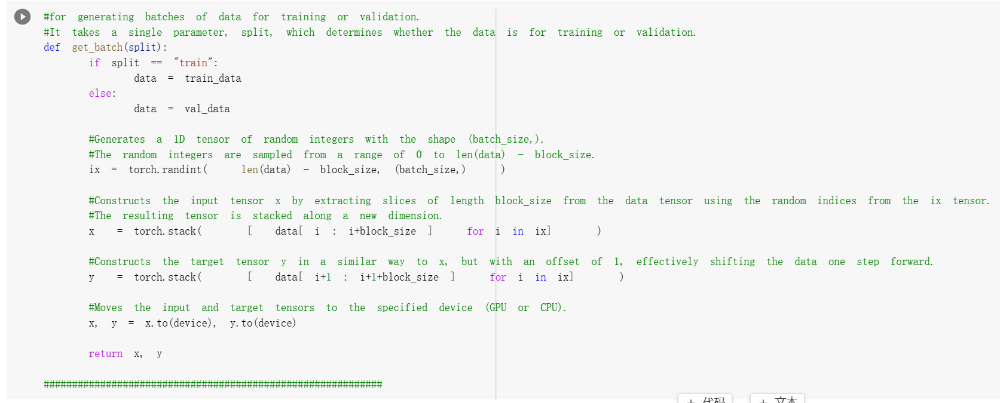 #for generating batches of data for training or validation.
#It takes a single parameter, split, which determines whether the data is for training or validation.
def get_batch(split):
if split == "train":
data = train_data
else:
data = val_data
#Generates a 1D tensor of random integers with the shape (batch_size,).
#The random integers are sampled from a range of 0 to len(data) - block_size.
ix = torch.randint( len(data) - block_size, (batch_size,) )
#Constructs the input tensor x by extracting slices of length block_size from the data tensor using the random indices from the ix tensor.
#The resulting tensor is stacked along a new dimension.
x = torch.stack( [ data[ i : i+block_size ] for i in ix] )
#Constructs the target tensor y in a similar way to x, but with an offset of 1, effectively shifting the data one step forward.
y = torch.stack( [ data[ i+1 : i+1+block_size ] for i in ix] )
#Moves the input and target tensors to the specified device (GPU or CPU).
x, y = x.to(device), y.to(device)
return x, y
############################################################
+ 代码 + 文本